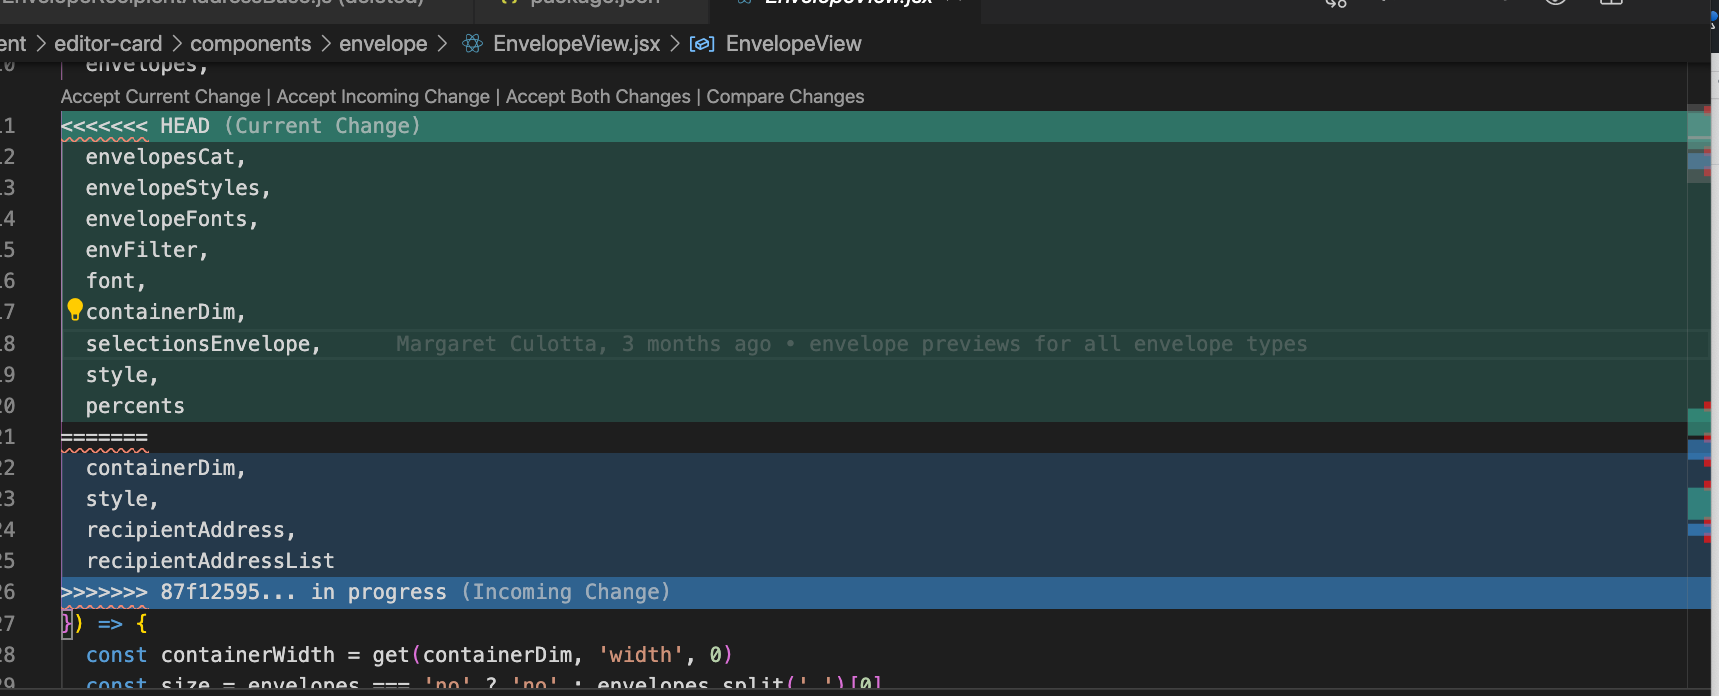 EnvelopeRecipientAddressBase.js (deleted) {} package.json EnvelopeView.jsx
ent > editor-card > components > envelope > EnvelopeView.jsx > EnvelopeView
envelopes,
Accept Current Change | Accept Incoming Change | Accept Both Changes | Compare Changes
11 <<<<<<< HEAD (Current Change)
12 envelopesCat,
13 envelopeStyles,
14 envelopeFonts,
15 envFilter,
16 font,
17 containerDim,
18 selectionsEnvelope, Margaret Culotta, 3 months ago • envelope previews for all envelope types
19 style,
20 percents
21 =======
22 containerDim,
23 style,
24 recipientAddress,
25 recipientAddressList
26 >>>>>>> 87f12595... in progress (Incoming Change)
27 }) => {
28 const containerWidth = get(containerDim, 'width', 0)
29 const size = envelopes === 'no' ? 'no' : envelopes.split('_')[0]